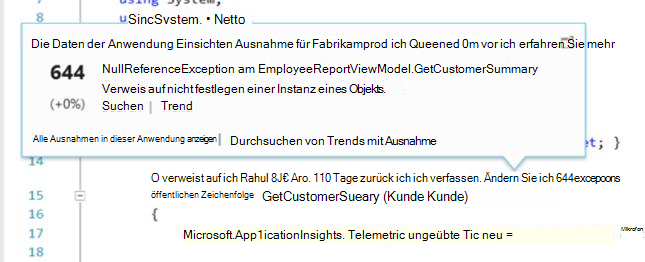 using System;
8 uSincSvstem. • Netto
Die Daten der Anwendung Einsichten Ausnahme für Fabrikamprod ich Queened 0m vor ich erfahren Sie mehr
644 NullReferenceException am EmployeeReportViewModel.GetCustomerSummary
Verweis auf nicht festlegen einer Instanz eines Objekts.
(+0%) Suchen | Trend
Alle Ausnahmen in dieser Anwendung anzeigen | Durchsuchen von Trends mit Ausnahme
et; }
14
O verweist auf ich Rahul 8J€ Aro. 110 Tage zurück ich ich verfassen. Ändern Sie ich 644excepoons
15 öffentlichen Zeichenfolge GetCustomerSueary (Kunde Kunde)
16 {
17 Microsoft.App1icationInsights. Telemetric ungeübte Tic neu = Mikrofon
18